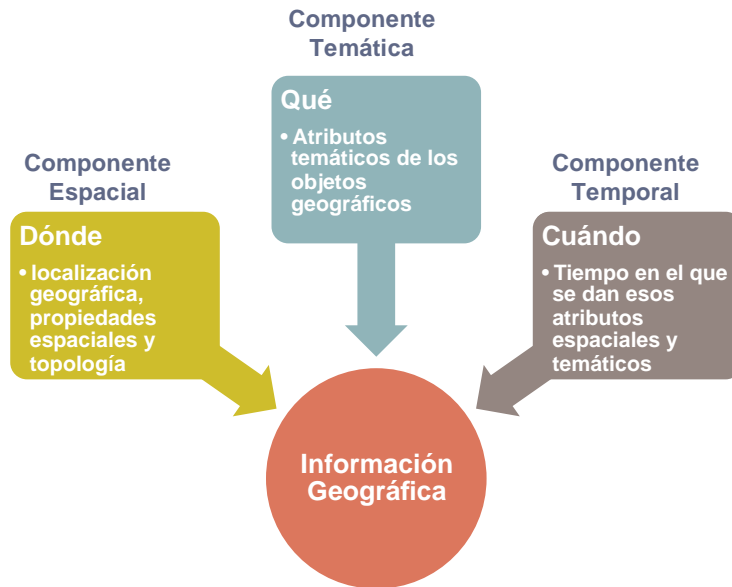 Componente
Temática
Qué
• Atributos
temáticos de los
objetos
geográficos
Componente
Espacial
Dónde
• localización
geográfica,
propiedades
espaciales y
topología
Componente
Temporal
Cuándo
• Tiempo en el que
se dan esos
atributos
espaciales y
temáticos
Información
Geográfica